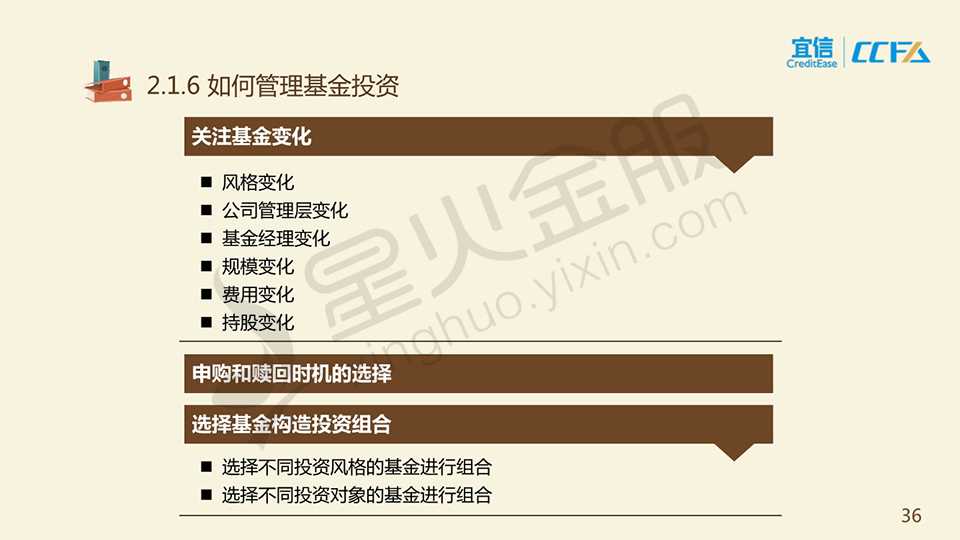 宜信
CreditEase
CCFA
2.1.6 如何管理基金投资
关注基金变化
■ 风格变化
■ 公司管理层变化
■ 基金经理变化
■ 规模变化
■ 费用变化
■ 持股变化
星火金服
xinghuo.yixin.com
申购和赎回时机的选择
选择基金构造投资组合
■ 选择不同投资风格的基金进行组合
■ 选择不同投资对象的基金进行组合
36